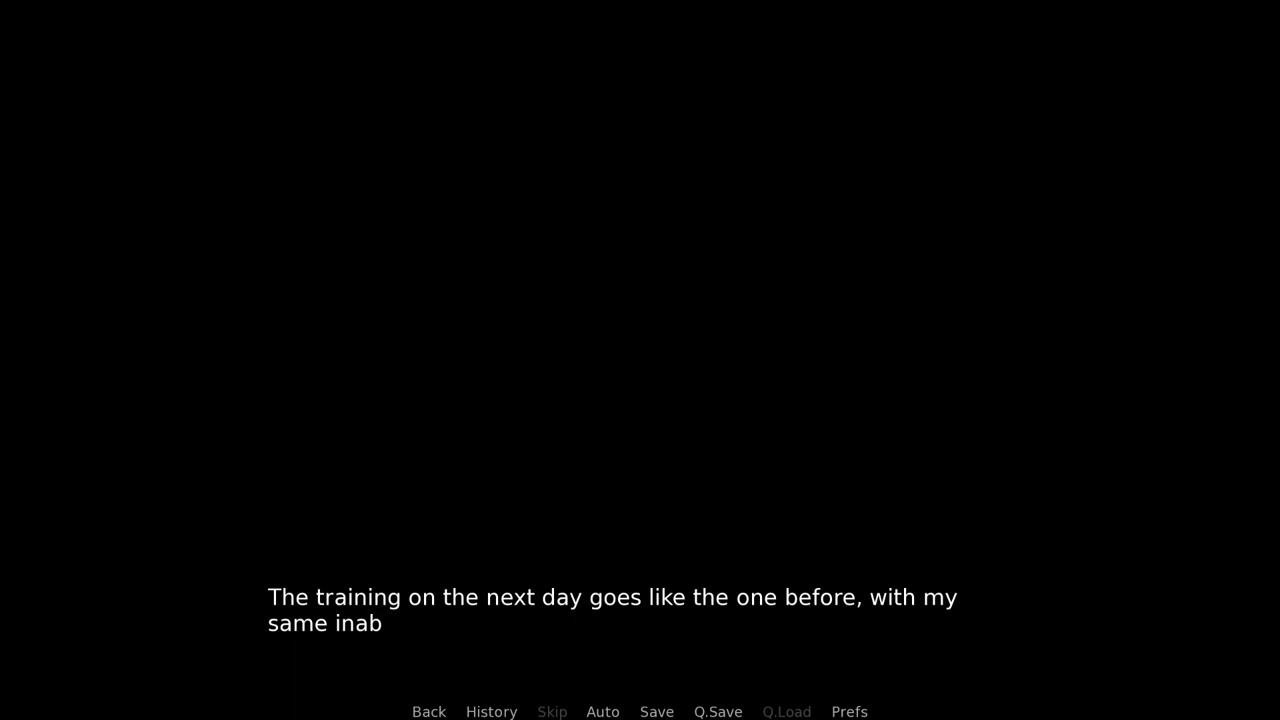 The training on the next day goes like the one before, with my
same inab
Back History Skip Auto Save Q.Save Q.Load Prefs